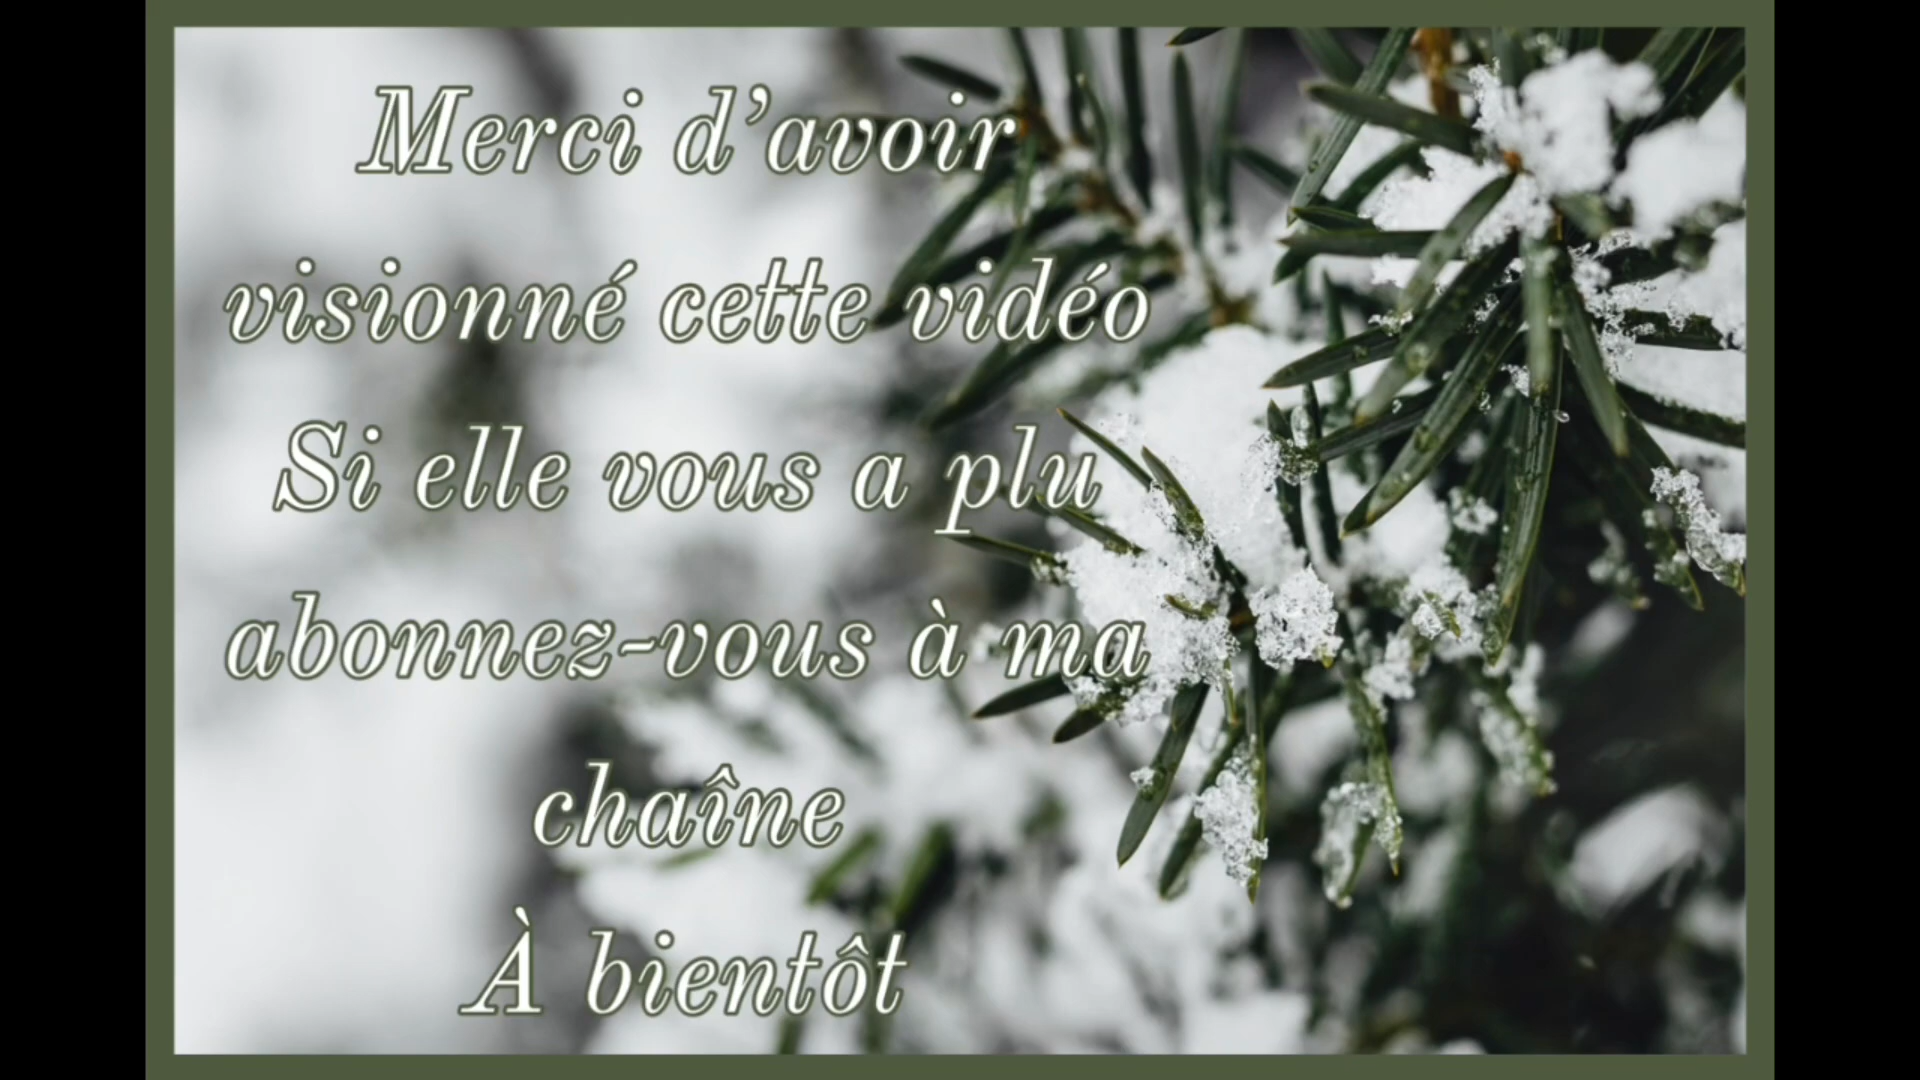 Merci d’avoir
visionné cette vidéo
Si elle vous a plu
abonnez-vous à ma
chaîne
À bientôt